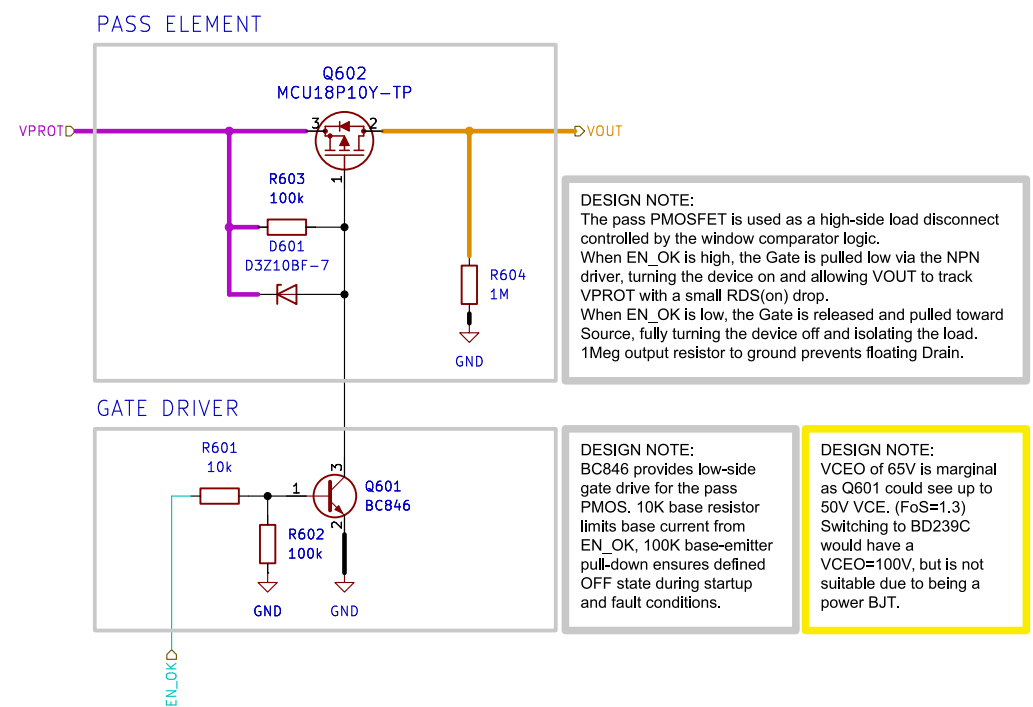 PASS ELEMENT
Q602
MCU18P10Y-TP
VPROT
3
2
VOUT
1
R603
100k
D601
D3Z10BF-7
R604
1M
GND
DESIGN NOTE:
The pass PMOSFET is used as a high-side load disconnect
controlled by the window comparator logic.
When EN_OK is high, the Gate is pulled low via the NPN
driver, turning the device on and allowing VOUT to track
VPROT with a small RDS(on) drop.
When EN_OK is low, the Gate is released and pulled toward
Source, fully turning the device off and isolating the load.
1Meg output resistor to ground prevents floating Drain.
GATE DRIVER
R601
10k
1
3
Q601
BC846
2
R602
100k
GND
GND
EN_OK
DESIGN NOTE:
BC846 provides low-side
gate drive for the pass
PMOS. 10K base resistor
limits base current from
EN_OK, 100K base-emitter
pull-down ensures defined
OFF state during startup
and fault conditions.
DESIGN NOTE:
VCEO of 65V is marginal
as Q601 could see up to
50V VCE. (FoS=1.3)
Switching to BD239C
would have a
VCEO=100V, but is not
suitable due to being a
power BJT.